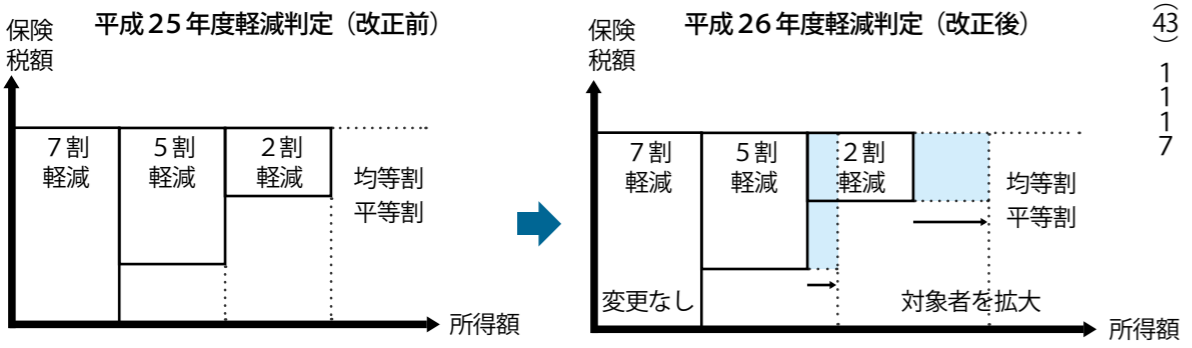 平成25年度軽減判定（改正前）
保険
税額
7割
軽減
5割
軽減
2割
軽減
均等割
平等割
所得額
平成26年度軽減判定（改正後）
保険
税額
7割
軽減
5割
軽減
2割
軽減
均等割
平等割
変更なし
対象者を拡大
所得額
(43) 1117